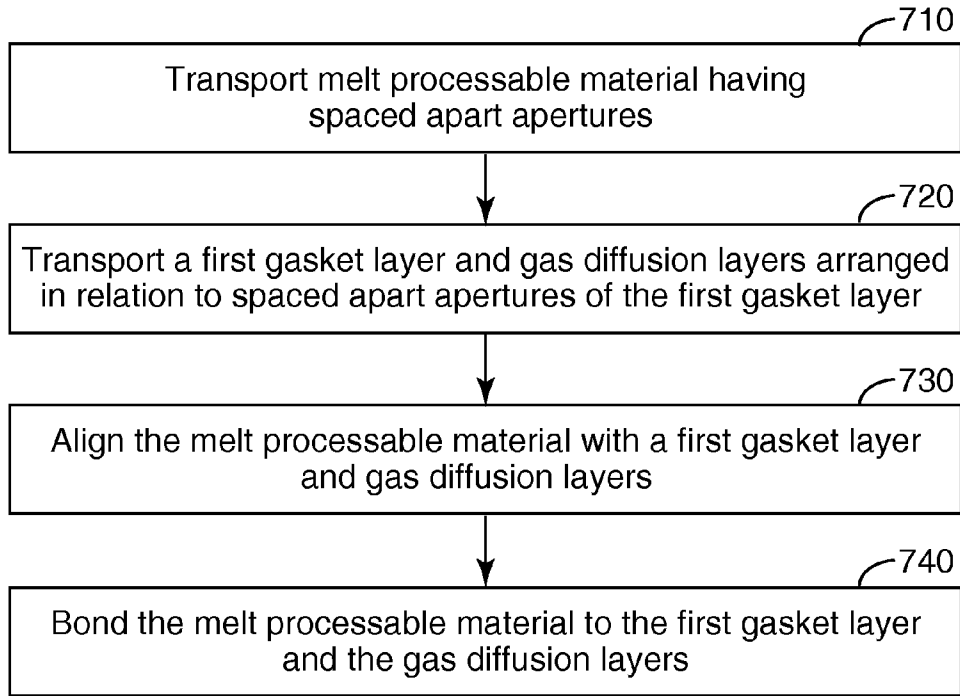 710
Transport melt processable material having
spaced apart apertures
720
Transport a first gasket layer and gas diffusion layers arranged
in relation to spaced apart apertures of the first gasket layer
730
Align the melt processable material with a first gasket layer
and gas diffusion layers
740
Bond the melt processable material to the first gasket layer
and the gas diffusion layers